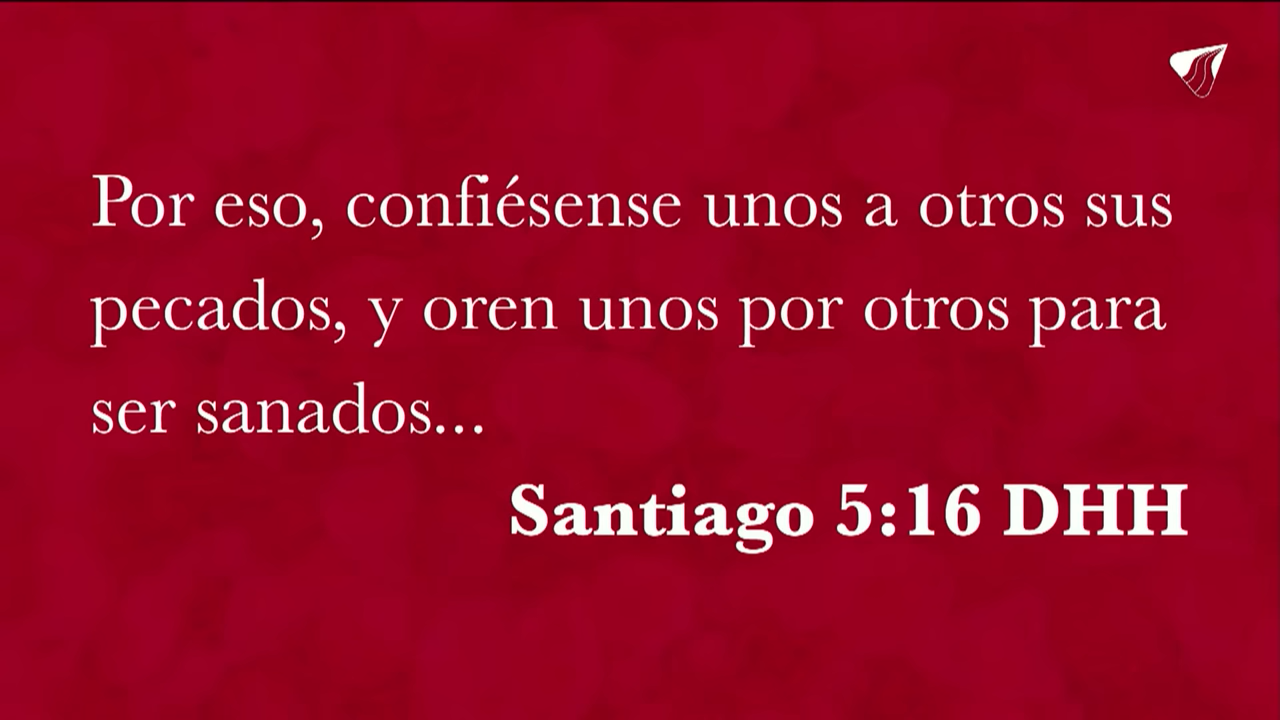 Por eso, confiésense unos a otros sus
pecados, y oren unos por otros para
ser sanados...
Santiago 5:16 DHH